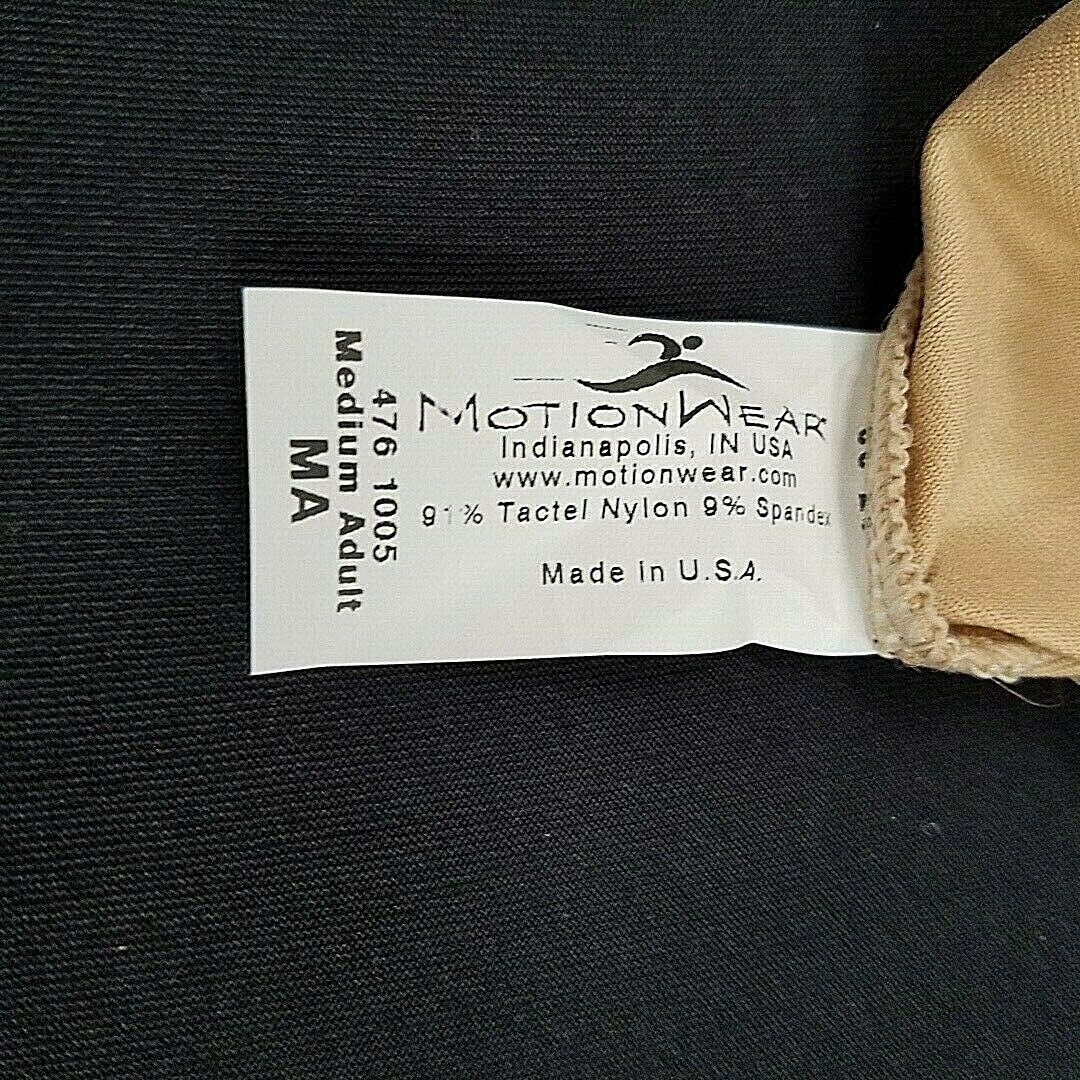 MOTIONWEAR
Indianapolis, IN USA
www.motionwear.com
91% Tactel Nylon 9% Spandex
Made in U.S.A.
476 1005
Medium Adult
MA